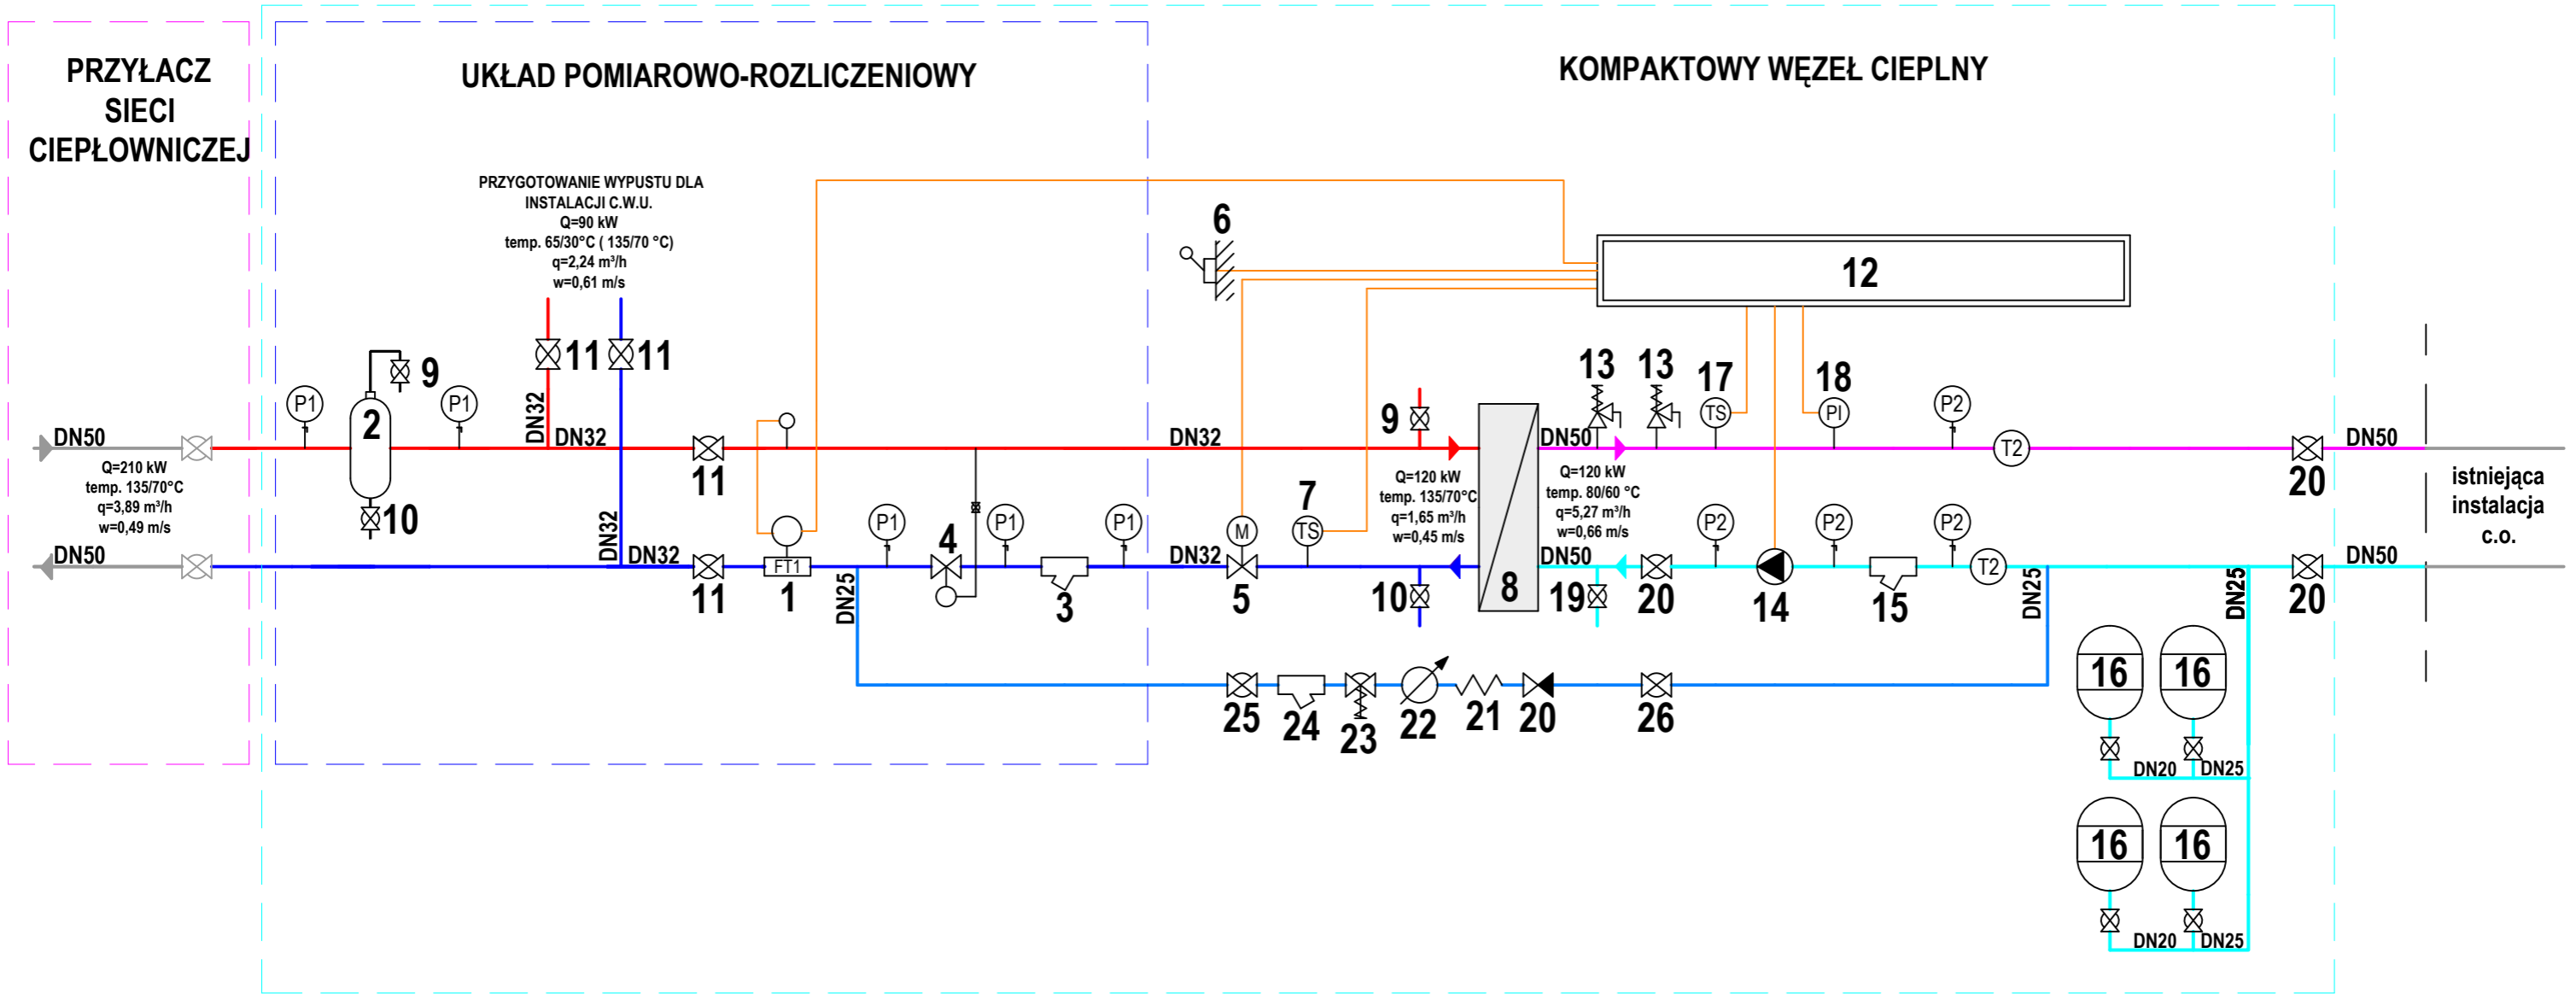 PRZYŁACZ
SIECI
CIEPŁOWNICZEJ
UKŁAD POMIAROWO-ROZLICZENIOWY
KOMPAKTOWY WĘZEŁ CIEPLNY
PRZYGOTOWANIE WYPUSTU DLA
INSTALACJI C.W.U.
Q=90 kW
temp. 65/30°C ( 135/70 °C)
q=2,24 m³/h
w=0,61 m/s
6
12
11
11
9
13
13
17
18
P1
2
P1
DN32
9
TS
PI
P2
DN50
DN32
DN32
DN50
T2
DN50
Q=210 kW
temp. 135/70°C
q=3,89 m³/h
w=0,49 m/s
10
11
Q=120 kW
temp. 135/70°C
q=1,65 m³/h
w=0,45 m/s
Q=120 kW
temp. 80/60 °C
q=5,27 m³/h
w=0,66 m/s
20
istniejąca
instalacja
c.o.
DN32
P1
4
P1
P1
M
7
TS
P2
P2
P2
DN50
DN32
FT1
DN32
DN50
T2
DN50
11
1
DN25
3
5
10
8
19
20
14
15
DN25
DN25
20
16
16
25
24
23
22
21
20
26
DN20
DN25
16
16
DN20
DN25